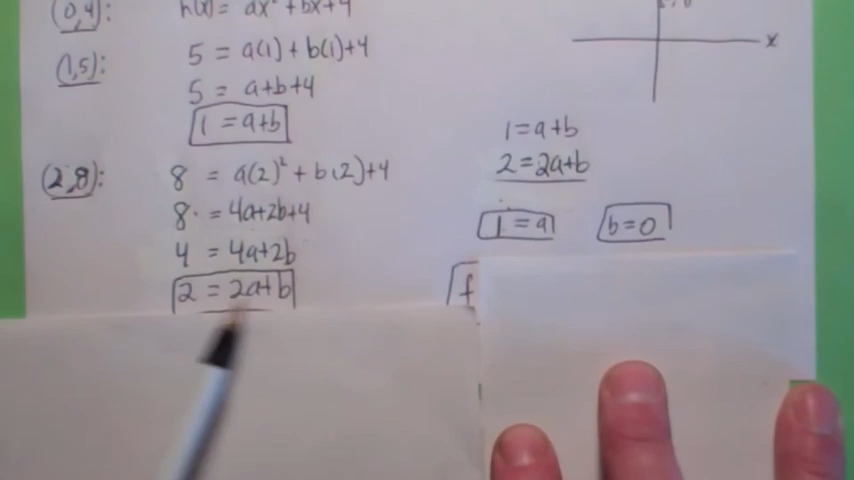 (0,4): h(x) = ax² + bx + 4
(1,5): 5 = a(1) + b(1) + 4
5 = a+b+4
1 = a+b
(2,8): 8 = a(2)² + b(2) + 4
8 = 4a+2b+4
4 = 4a+2b
2 = 2a+b
x
1 = a+b
2 = 2a+b
1 = a b = 0
f